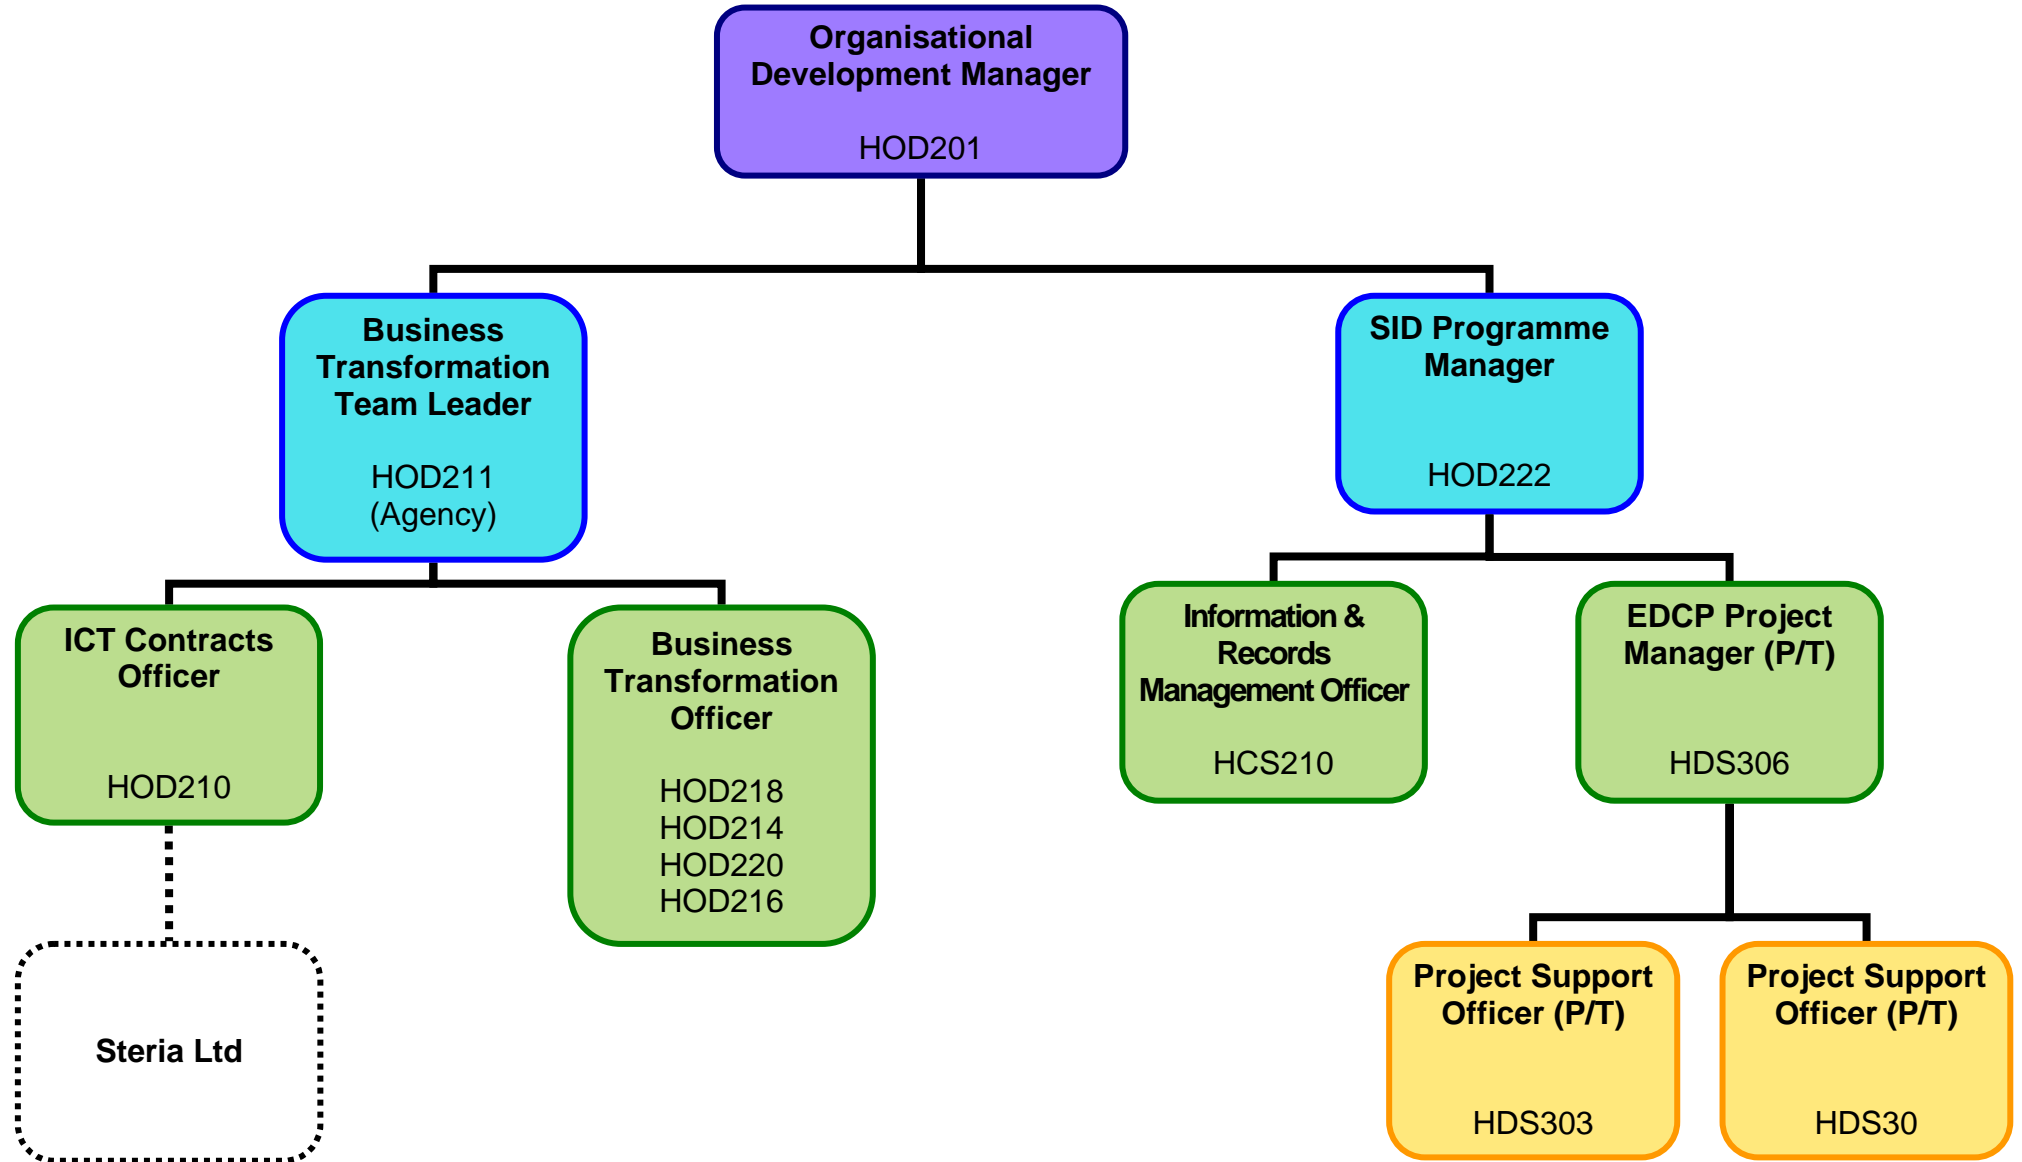 Organisational
Development Manager
HOD201
Business
Transformation
Team Leader
HOD211
(Agency)
SID Programme
Manager
HOD222
ICT Contracts
Officer
HOD210
Business
Transformation
Officer
HOD218
HOD214
HOD220
HOD216
Information &
Records
Management Officer
HCS210
EDCP Project
Manager (P/T)
HDS306
Steria Ltd
Project Support
Officer (P/T)
HDS303
Project Support
Officer (P/T)
HDS30